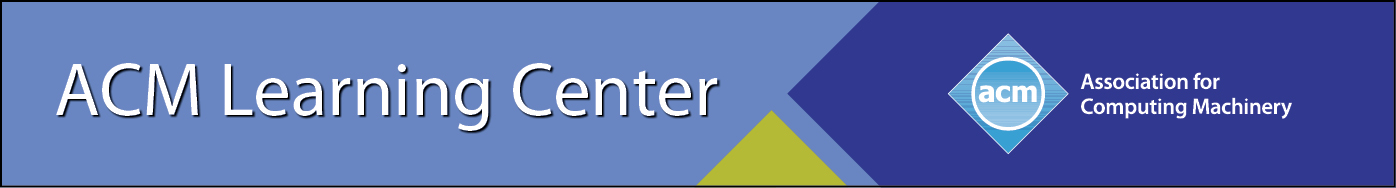 ACM Learning Center
acm
Association for
Computing Machinery